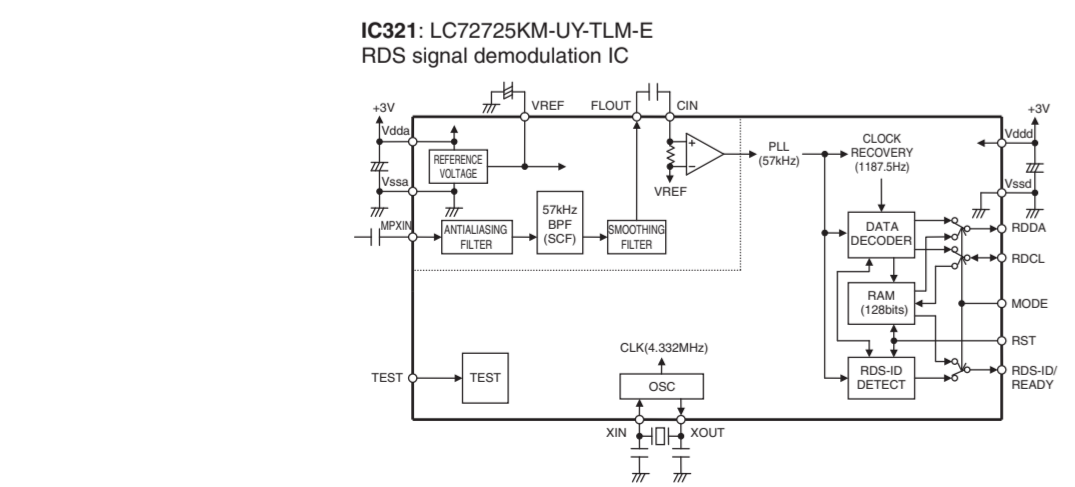 IC321: LC72725KM-UY-TLM-E
RDS signal demodulation IC
+3V
VREF
FLOUT
CIN
+3V
Vdda
Vddd
REFERENCE
VOLTAGE
+
−
VREF
PLL
(57kHz)
CLOCK
RECOVERY
(1187.5Hz)
Vssa
Vssd
MPXIN
ANTIALIASING
FILTER
57kHz
BPF
(SCF)
SMOOTHING
FILTER
DATA
DECODER
RDDA
RDCL
RAM
(128bits)
MODE
RST
CLK(4.332MHz)
TEST
TEST
OSC
RDS-ID
DETECT
RDS-ID/
READY
XIN
XOUT